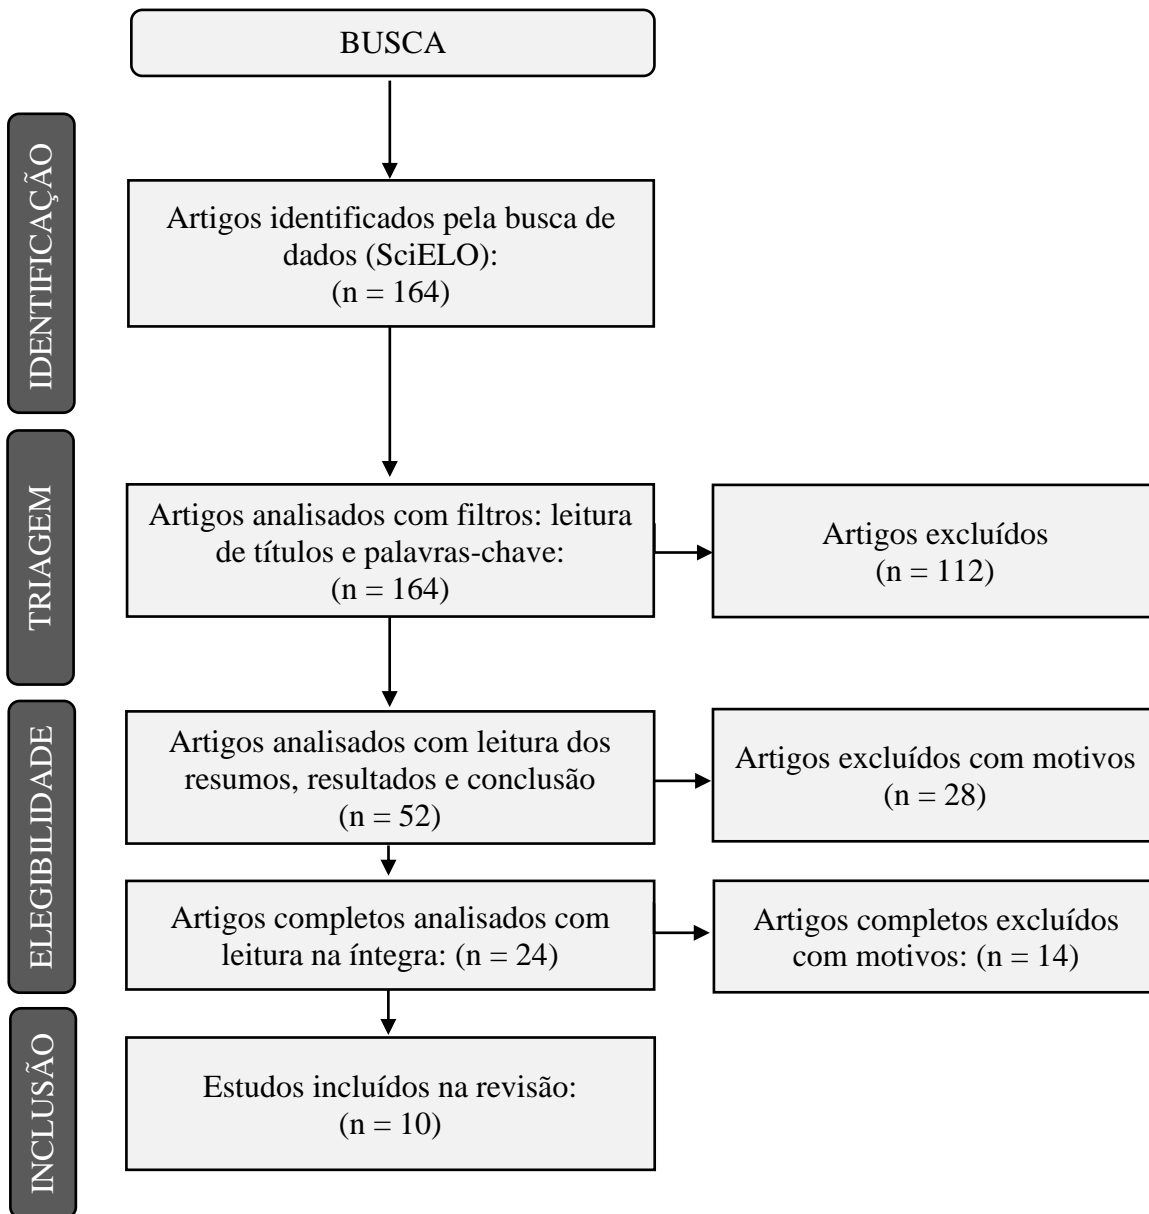 BUSCA
IDENTIFICAÇÃO
Artigos identificados pela busca de
dados (SciELO):
(n = 164)
TRIAGEM
Artigos analisados com filtros: leitura
de títulos e palavras-chave:
(n = 164)
Artigos excluídos
(n = 112)
ELEGIBILIDADE
Artigos analisados com leitura dos
resumos, resultados e conclusão
(n = 52)
Artigos excluídos com motivos
(n = 28)
Artigos completos analisados com
leitura na íntegra: (n = 24)
Artigos completos excluídos
com motivos: (n = 14)
INCLUSÃO
Estudos incluídos na revisão:
(n = 10)